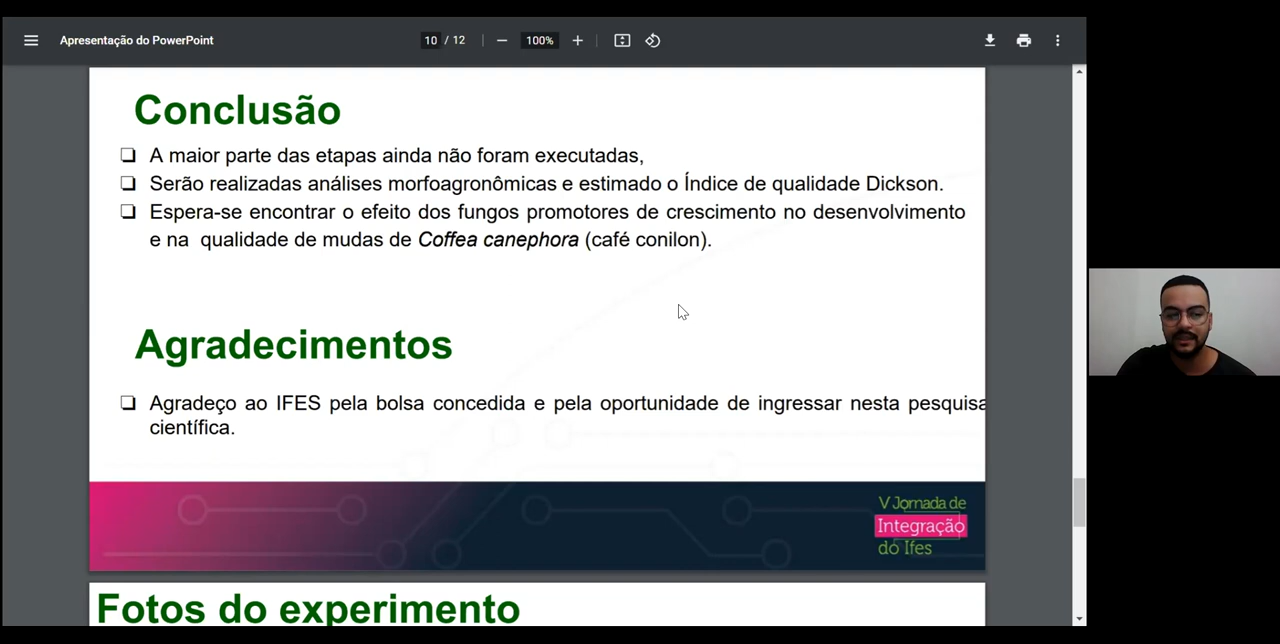 Apresentação do PowerPoint
10 / 12
100%
Conclusão
❑ A maior parte das etapas ainda não foram executadas,
❑ Serão realizadas análises morfoagronômicas e estimado o Índice de qualidade Dickson.
❑ Espera-se encontrar o efeito dos fungos promotores de crescimento no desenvolvimento
e na qualidade de mudas de Coffea canephora (café conilon).
Agradecimentos
❑ Agradeço ao IFES pela bolsa concedida e pela oportunidade de ingressar nesta pesquisa
científica.
V Jornada de
Integração
do Ifes
Fotos do experimento